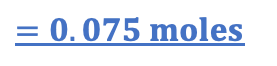 = 0.075 moles